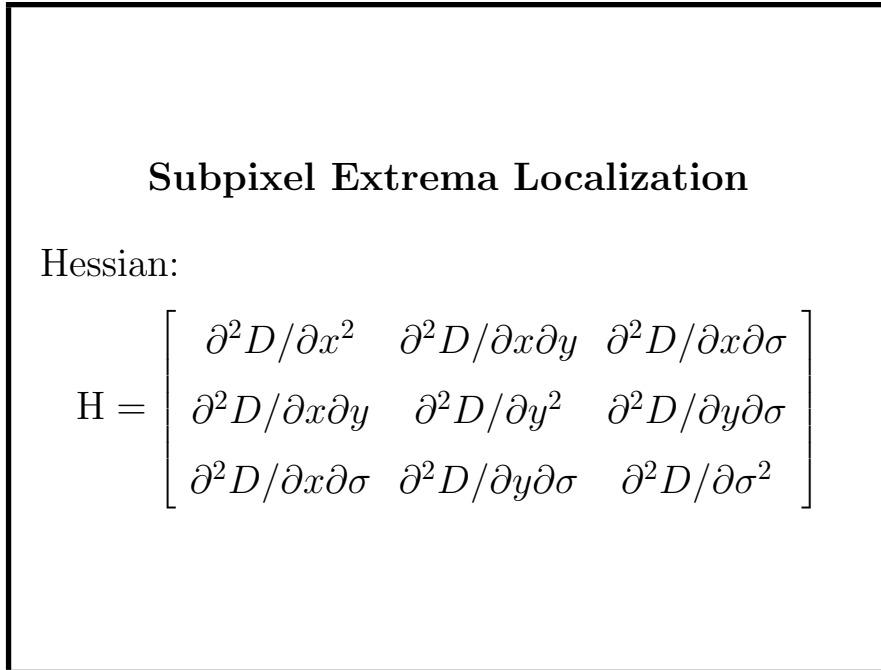 Subpixel Extrema Localization
Hessian:
H = [ ∂²D/∂x² ∂²D/∂x∂y ∂²D/∂x∂σ
∂²D/∂x∂y ∂²D/∂y² ∂²D/∂y∂σ
∂²D/∂x∂σ ∂²D/∂y∂σ ∂²D/∂σ² ]